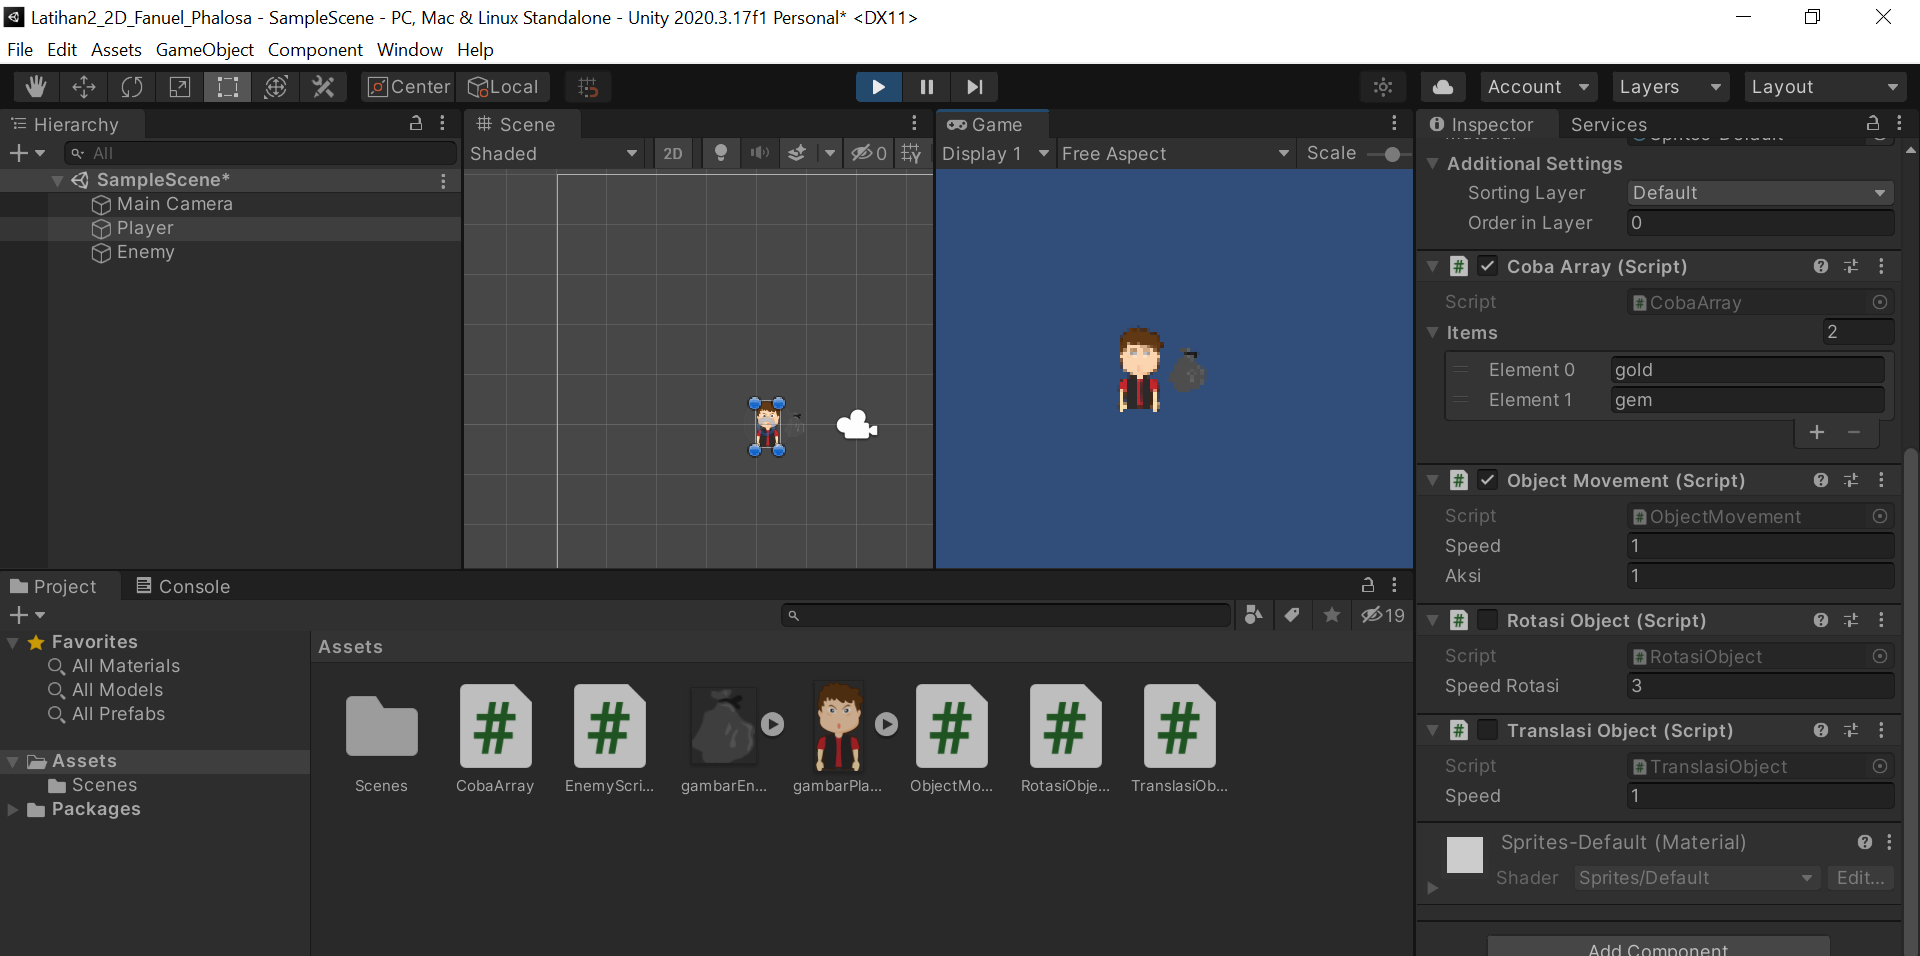 Latihan2_2D_Fanuel_Phalosa - SampleScene - PC, Mac & Linux Standalone - Unity 2020.3.17f1 Personal* <DX11>
File Edit Assets GameObject Component Window Help
Center Local Account Layers Layout
Hierarchy
All
SampleScene*
Main Camera
Player
Enemy
Scene
Shaded 2D 0
Game
Display 1 Free Aspect Scale
Inspector Services
Additional Settings
Sorting Layer Default
Order in Layer 0
# Coba Array (Script)
Script # CobaArray
Items 2
Element 0 gold
Element 1 gem
+ −
# Object Movement (Script)
Script # ObjectMovement
Speed 1
Aksi 1
# Rotasi Object (Script)
Script # RotasiObject
Speed Rotasi 3
# Translasi Object (Script)
Script # TranslasiObject
Speed 1
Sprites-Default (Material)
Shader Sprites/Default Edit...
Add Component
Project Console
19
Favorites
All Materials
All Models
All Prefabs
Assets
Scenes
Packages
Assets
Scenes CobaArray EnemyScri... gambarEn... gambarPla... ObjectMo... RotasiObje... TranslasiOb...